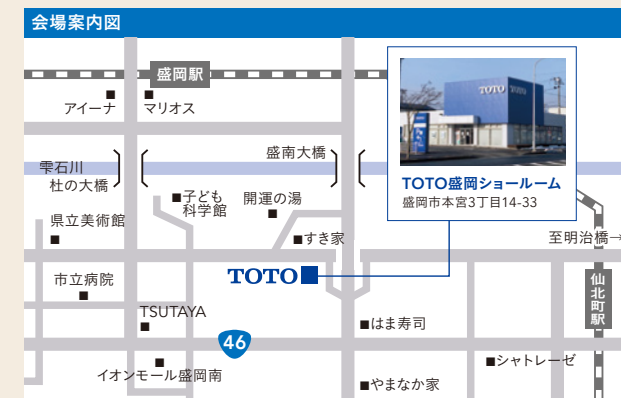 会場案内図
盛岡駅
アイーナ
マリオス
盛南大橋
雫石川
杜の大橋
TOTO
TOTO盛岡ショールーム
盛岡市本宮3丁目14-33
子ども
科学館
開運の湯
県立美術館
すき家
至明治橋→
市立病院
TOTO
仙北町駅
TSUTAYA
はま寿司
46
イオンモール盛岡南
シャトレーゼ
やまなか家